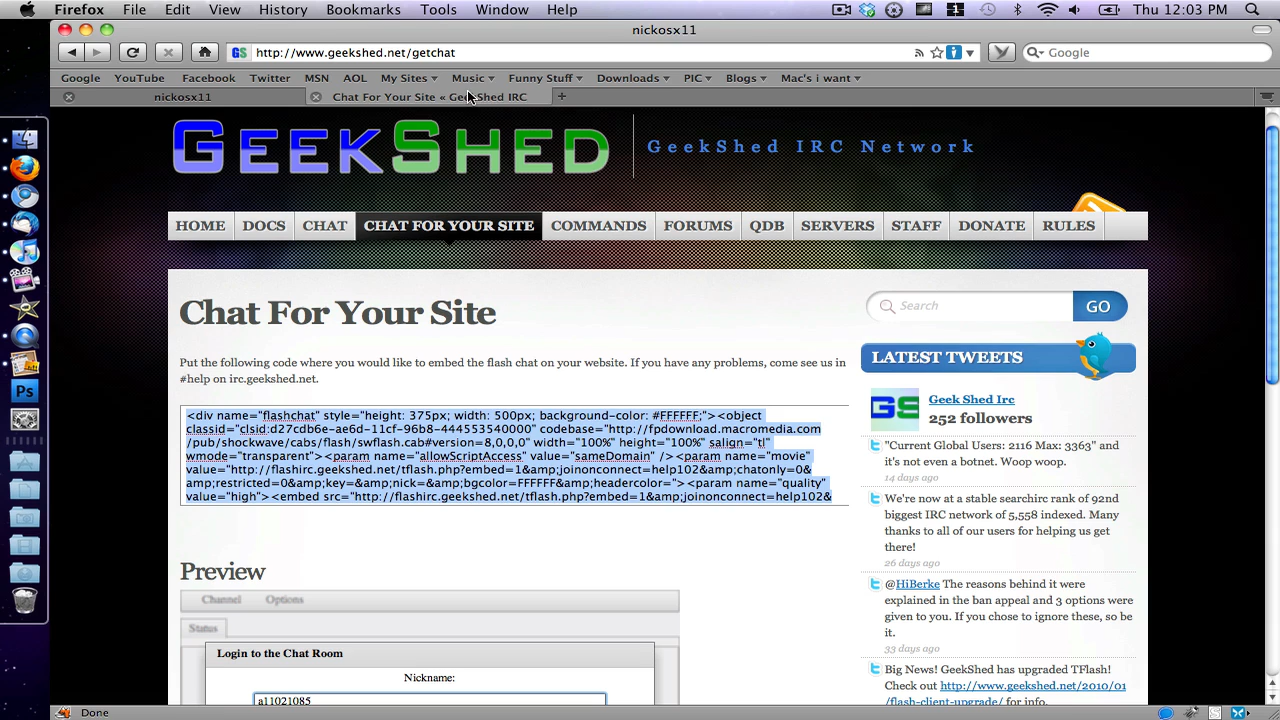 Firefox File Edit View History Bookmarks Tools Window Help Thu 12:03 PM
nickosx11
http://www.geekshed.net/getchat Google
Google YouTube Facebook Twitter MSN AOL My Sites Music Funny Stuff Downloads PIC Blogs Mac's i want
nickosx11 Chat For Your Site « GeekShed IRC
GEEKSHED GeekShed IRC Network
HOME DOCS CHAT CHAT FOR YOUR SITE COMMANDS FORUMS QDB SERVERS STAFF DONATE RULES
Chat For Your Site
Put the following code where you would like to embed the flash chat on your website. If you have any problems, come see us in
#help on irc.geekshed.net.
<div name="flashchat" style="height: 375px; width: 500px; background-color: #FFFFFF;"><object
classid="clsid:d27cdb6e-ae6d-11cf-96b8-444553540000" codebase="http://fpdownload.macromedia.com
/pub/shockwave/cabs/flash/swflash.cab#version=8,0,0,0" width="100%" height="100%" salign="tl"
wmode="transparent"><param name="allowScriptAccess" value="sameDomain" /><param name="movie"
value="http://flashirc.geekshed.net/tflash.php?embed=1&amp;joinonconnect=help102&amp;chatonly=0&
amp;restricted=0&amp;key=&amp;nick=&amp;bgcolor=FFFFFF&amp;headercolor="><param name="quality"
value="high"><embed src="http://flashirc.geekshed.net/tflash.php?embed=1&amp;joinonconnect=help102&
Preview
Channel Options
Status
Login to the Chat Room
Nickname:
a11021085
Search GO
LATEST TWEETS
GS Geek Shed Irc
252 followers
"Current Global Users: 2116 Max: 3363" and
it's not even a botnet. Woop woop.
14 days ago
We're now at a stable searchirc rank of 92nd
biggest IRC network of 5,558 indexed. Many
thanks to all of our users for helping us get
there!
26 days ago
@HiBerke The reasons behind it were
explained in the ban appeal and 3 options were
given to you. If you chose to ignore these, so be
it.
33 days ago
Big News! GeekShed has upgraded TFlash!
Check out http://www.geekshed.net/2010/01
/flash-client-upgrade/ for info.
Done
Ps